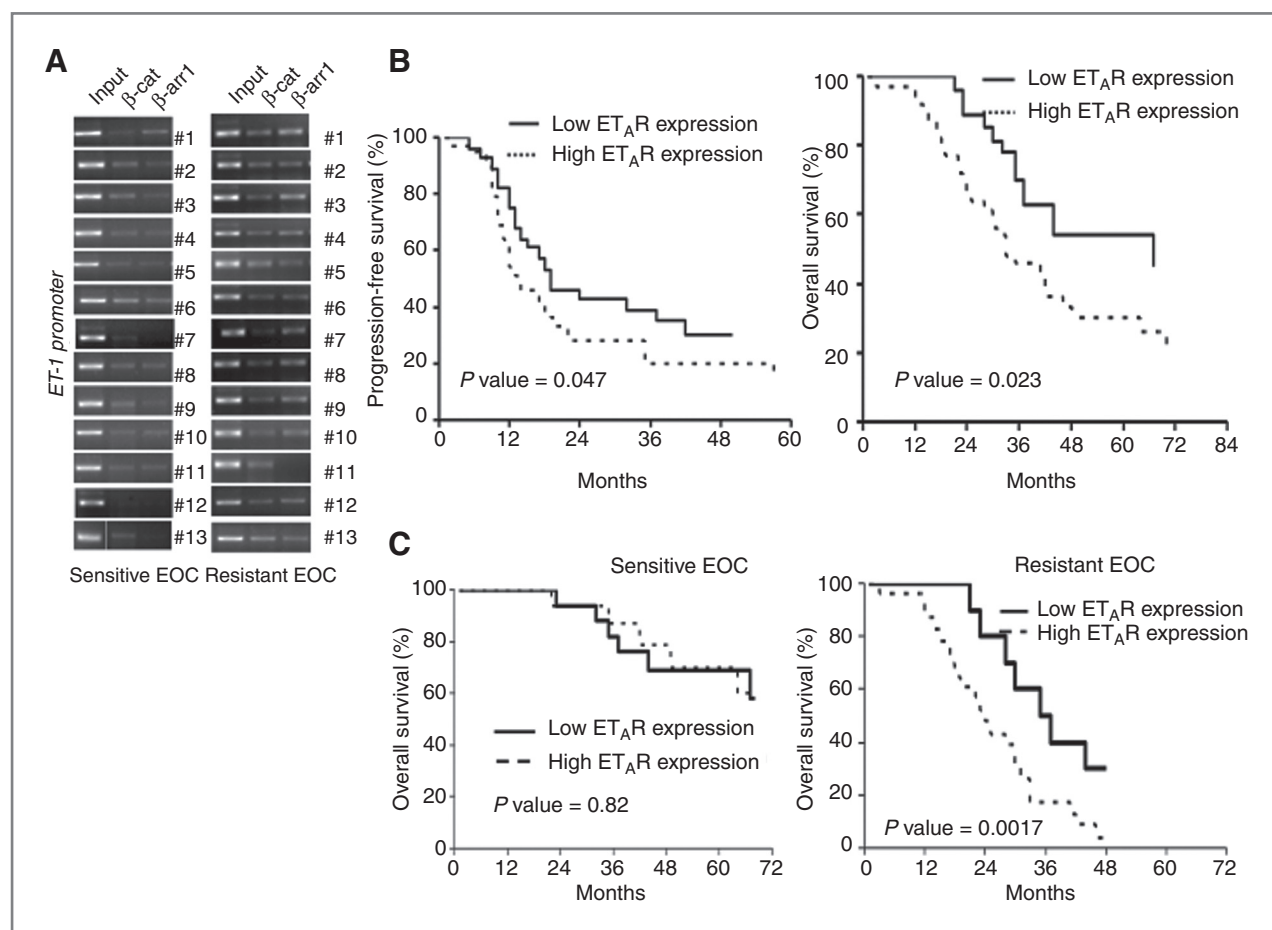 A
Input
β-cat
β-arr1
Input
β-cat
β-arr1
ET-1 promoter
#1
#2
#3
#4
#5
#6
#7
#8
#9
#10
#11
#12
#13
#1
#2
#3
#4
#5
#6
#7
#8
#9
#10
#11
#12
#13
Sensitive EOC Resistant EOC
B
Progression-free survival (%)
100
80
60
40
20
0
Low ETAR expression
High ETAR expression
P value = 0.047
0 12 24 36 48 60
Months
Overall survival (%)
100
80
60
40
20
0
Low ETAR expression
High ETAR expression
P value = 0.023
0 12 24 36 48 60 72 84
Months
C
Sensitive EOC
Overall survival (%)
100
80
60
40
20
0
Low ETAR expression
High ETAR expression
P value = 0.82
0 12 24 36 48 60 72
Months
Resistant EOC
Overall survival (%)
100
80
60
40
20
0
Low ETAR expression
High ETAR expression
P value = 0.0017
0 12 24 36 48 60 72
Months